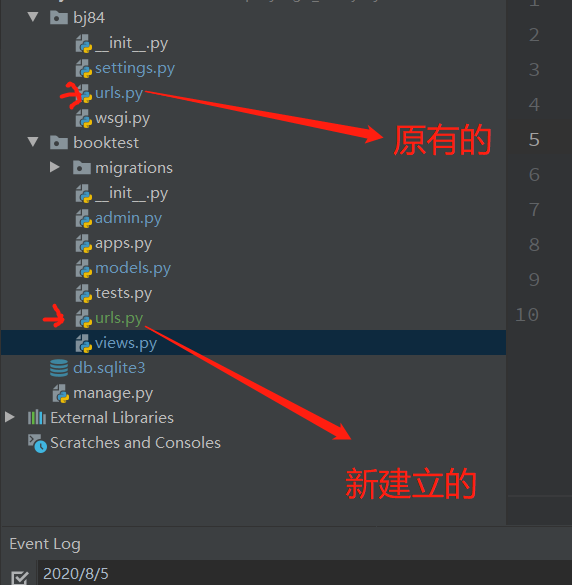 bj84
__init__.py
settings.py
urls.py
wsgi.py
原有的
booktest
migrations
__init__.py
admin.py
apps.py
models.py
tests.py
urls.py
views.py
db.sqlite3
manage.py
External Libraries
Scratches and Consoles
新建立的
2
3
4
5
6
7
8
9
10
Event Log
2020/8/5